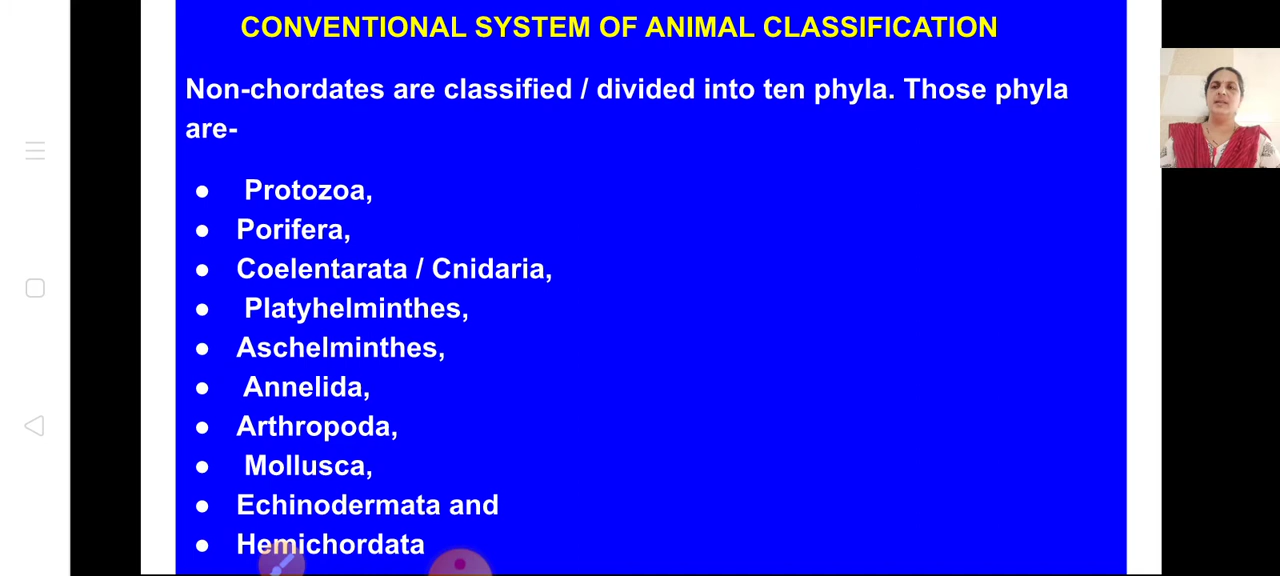 CONVENTIONAL SYSTEM OF ANIMAL CLASSIFICATION
Non-chordates are classified / divided into ten phyla. Those phyla
are-
● Protozoa,
● Porifera,
● Coelentarata / Cnidaria,
● Platyhelminthes,
● Aschelminthes,
● Annelida,
● Arthropoda,
● Mollusca,
● Echinodermata and
● Hemichordata